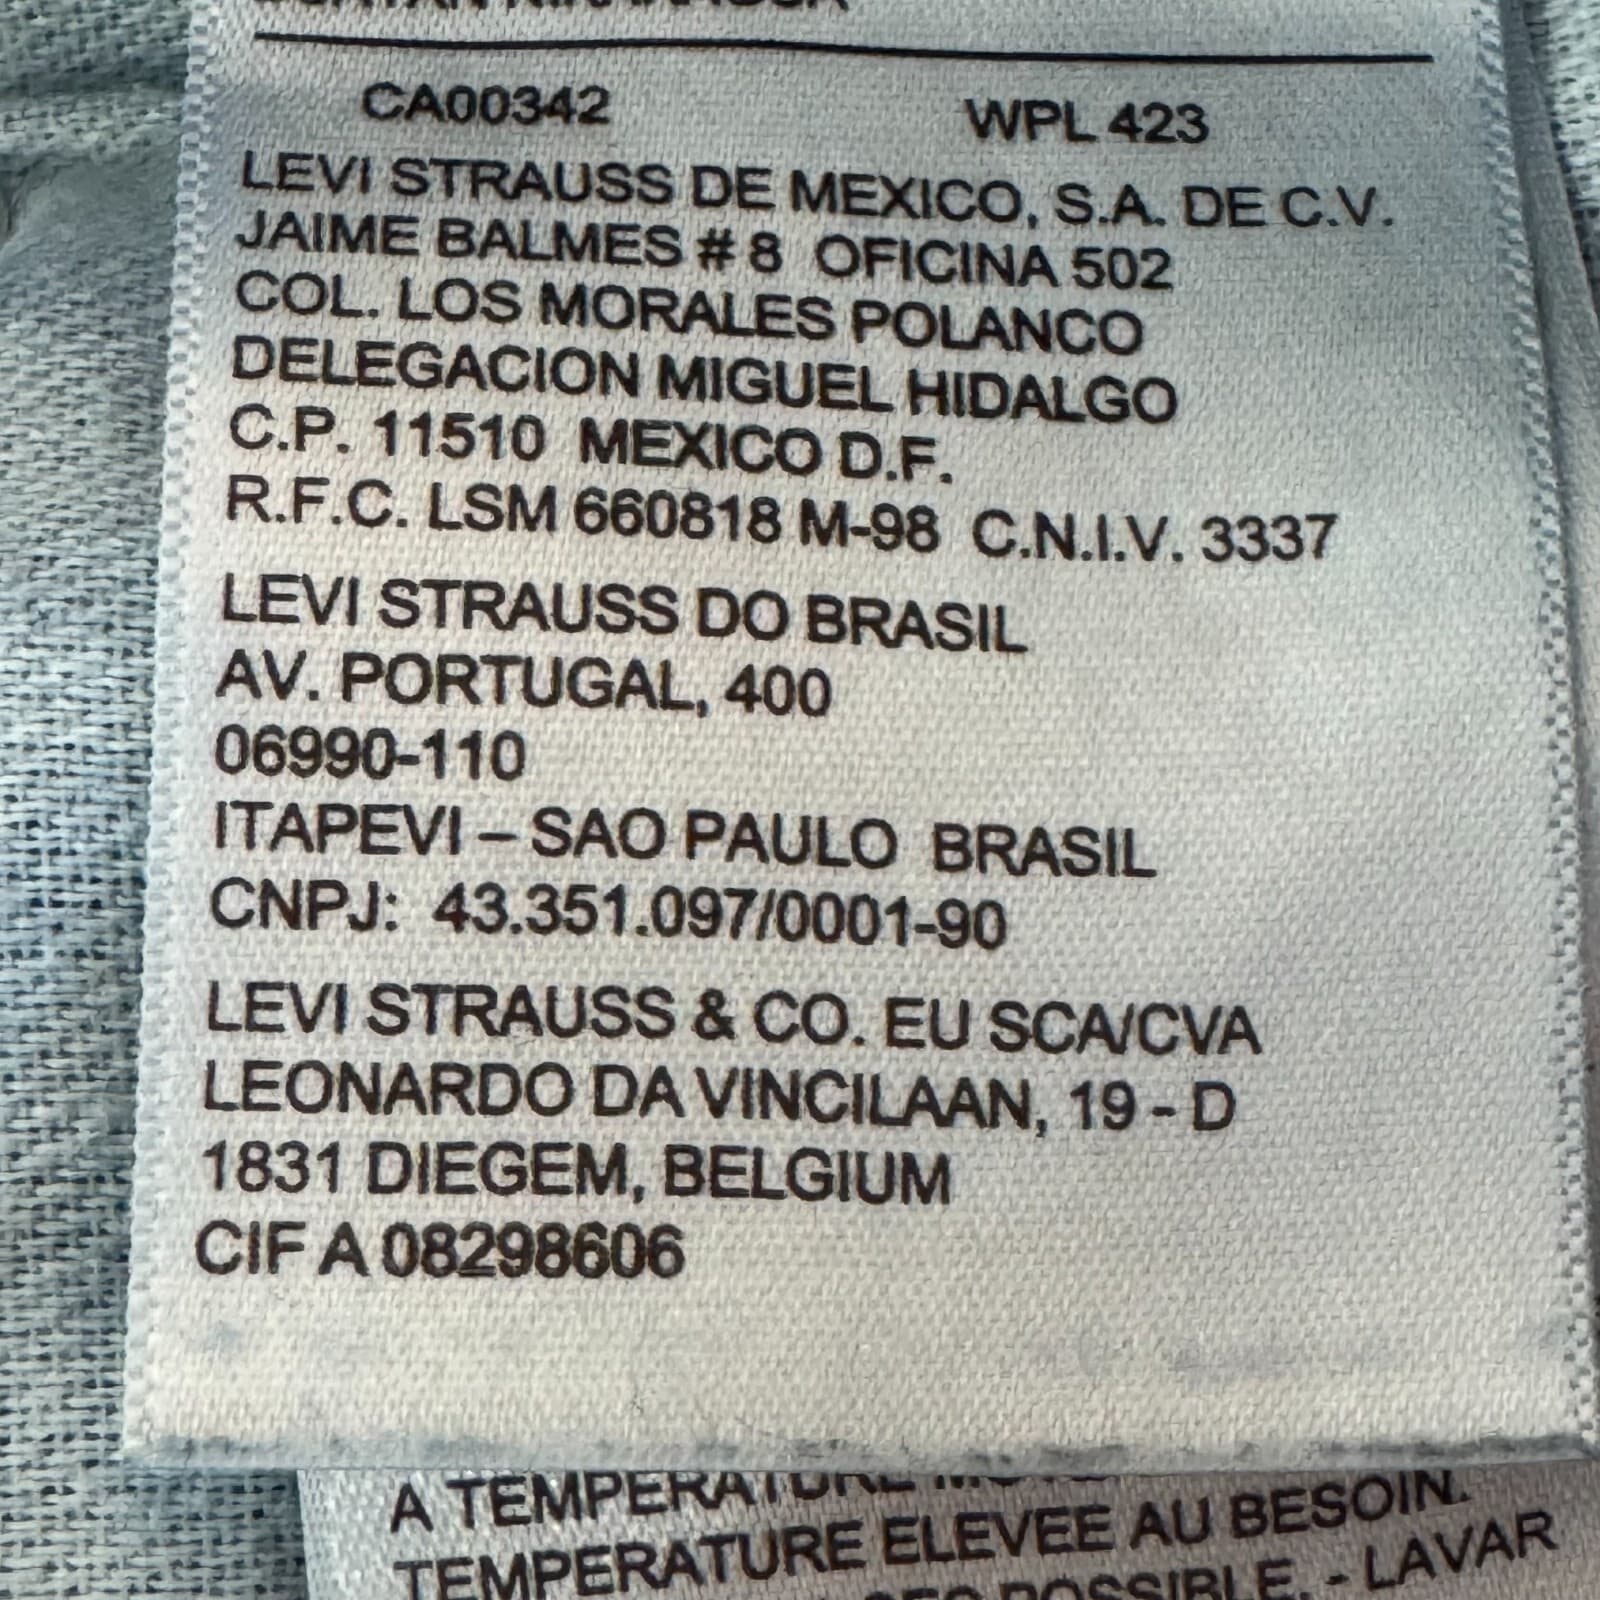 CA00342 WPL 423
LEVI STRAUSS DE MEXICO, S.A. DE C.V.
JAIME BALMES # 8 OFICINA 502
COL. LOS MORALES POLANCO
DELEGACION MIGUEL HIDALGO
C.P. 11510 MEXICO D.F.
R.F.C. LSM 660818 M-98 C.N.I.V. 3337
LEVI STRAUSS DO BRASIL
AV. PORTUGAL, 400
06990-110
ITAPEVI – SAO PAULO BRASIL
CNPJ: 43.351.097/0001-90
LEVI STRAUSS & CO. EU SCA/CVA
LEONARDO DA VINCILAAN, 19 - D
1831 DIEGEM, BELGIUM
CIF A 08298606
A TEMPERATURE
TEMPERATURE ELEVEE AU BESOIN.
POSSIBLE. - LAVAR